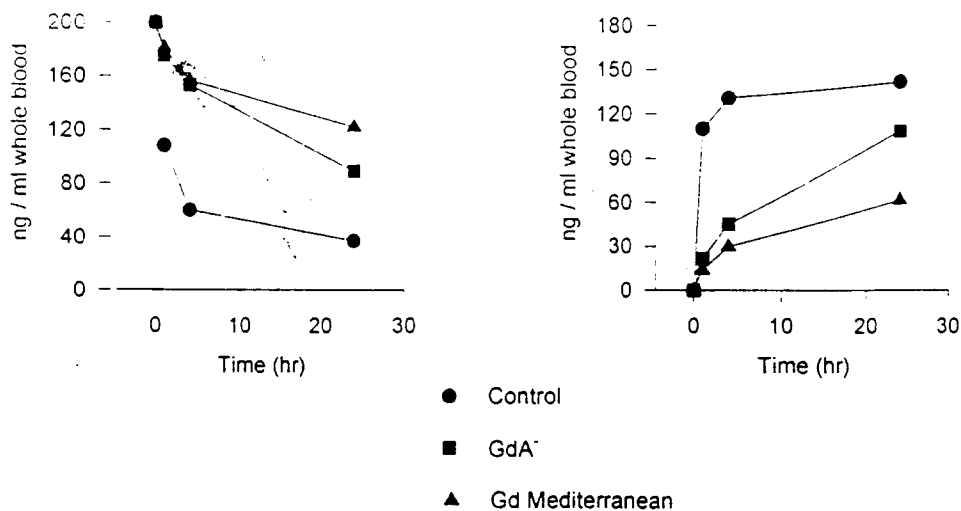 ng / ml whole blood
200
160
120
80
40
0
0 10 20 30
Time (hr)
ng / ml whole blood
180
150
120
90
60
30
0
0 10 20 30
Time (hr)
Control
GdA⁻
Gd Mediterranean